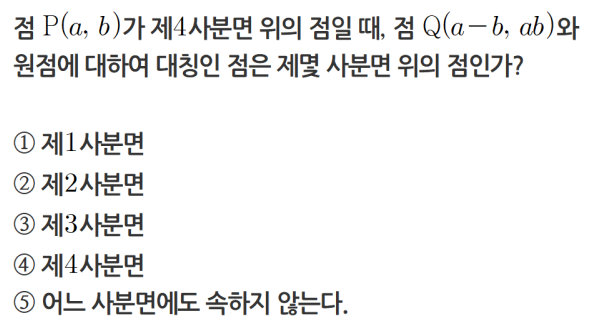 점 P(a, b)가 제4사분면 위의 점일 때, 점 Q(a−b, ab)와
원점에 대하여 대칭인 점은 제몇 사분면 위의 점인가?
① 제1사분면
② 제2사분면
③ 제3사분면
④ 제4사분면
⑤ 어느 사분면에도 속하지 않는다.